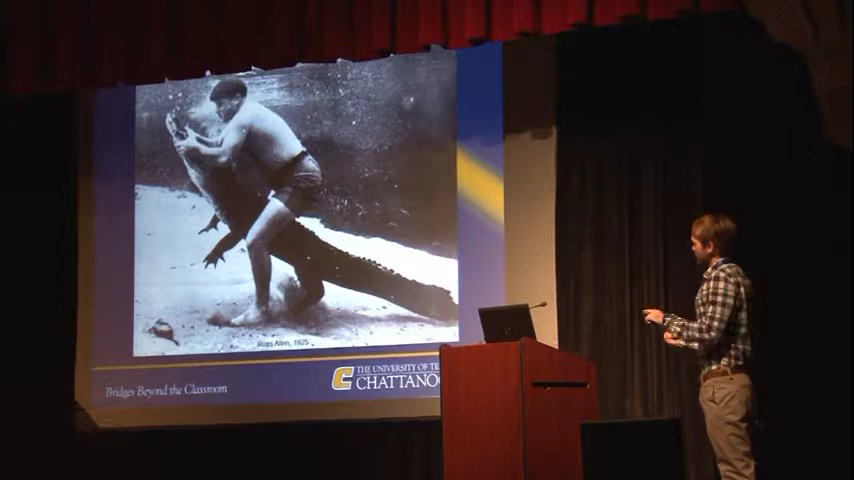 Ross Allen, 1925
Bridges Beyond the Classroom
C
THE UNIVERSITY OF TE
CHATTANOO